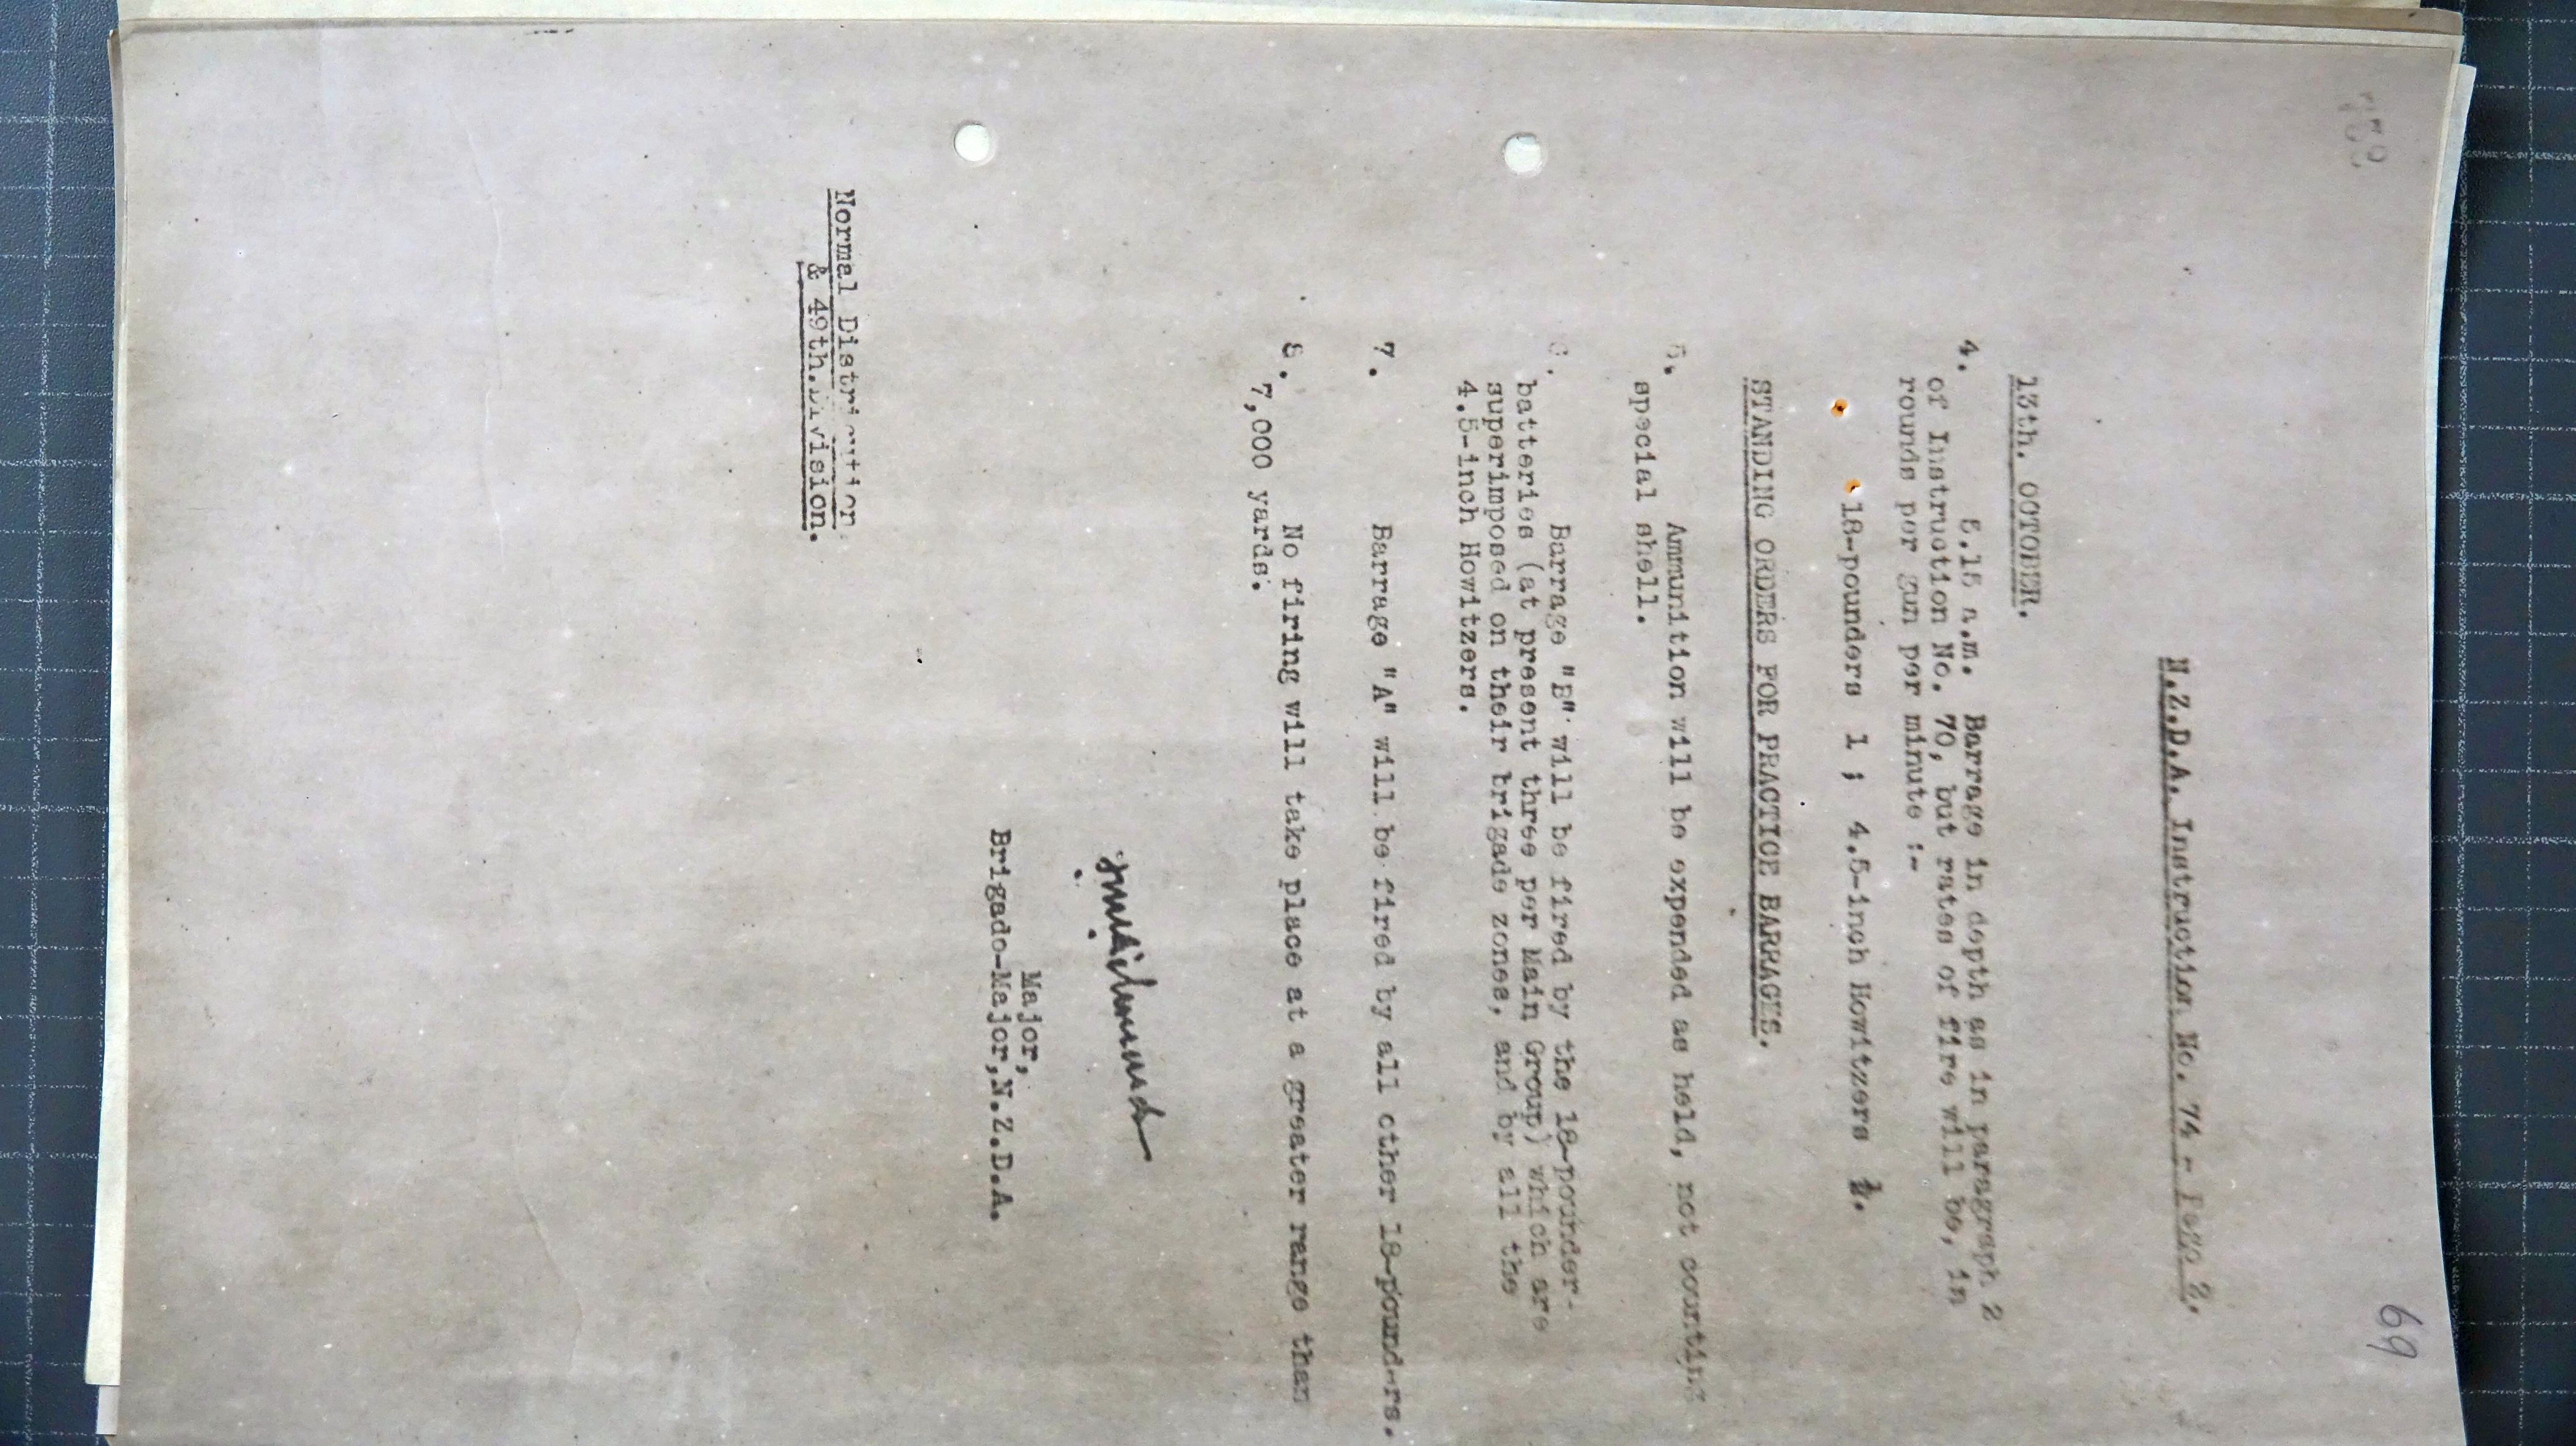 69
N.Z.D.A. Instruction No. 74 - Page 2.
13th. OCTOBER.
4. 5.15 a.m. Barrage in depth as in paragraph 2
of Instruction No. 70, but rates of fire will be, in
rounds per gun per minute :-
18-pounders 1 ; 4.5-inch Howitzers
STANDING ORDERS FOR PRACTICE BARRAGES.
5. Ammunition will be expended as held, not counting
special shell.
6. Barrage "B" will be fired by the 18-pounder-
batteries (at present three per Main Group) which are
superimposed on their brigade zones, and by all the
4.5-inch Howitzers.
7. Barrage "A" will be fired by all other 18-pounders.
8. No firing will take place at a greater range than
7,000 yards.
Major,
Brigade-Major,N.Z.D.A.
Normal Distribution
& 49th.Division.